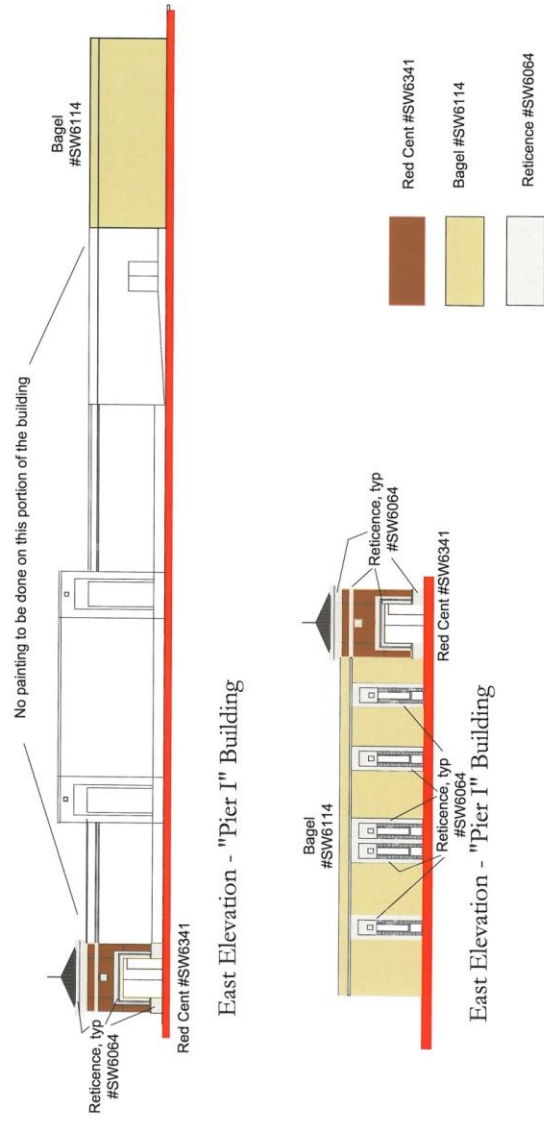 No painting to be done on this portion of the building
Bagel
#SW6114
Reticence, typ
#SW6064
Red Cent #SW6341
East Elevation - "Pier I" Building
Bagel
#SW6114
Reticence, typ
#SW6064
Reticence, typ
#SW6064
Red Cent #SW6341
East Elevation - "Pier I" Building
Red Cent #SW6341
Bagel #SW6114
Reticence #SW6064